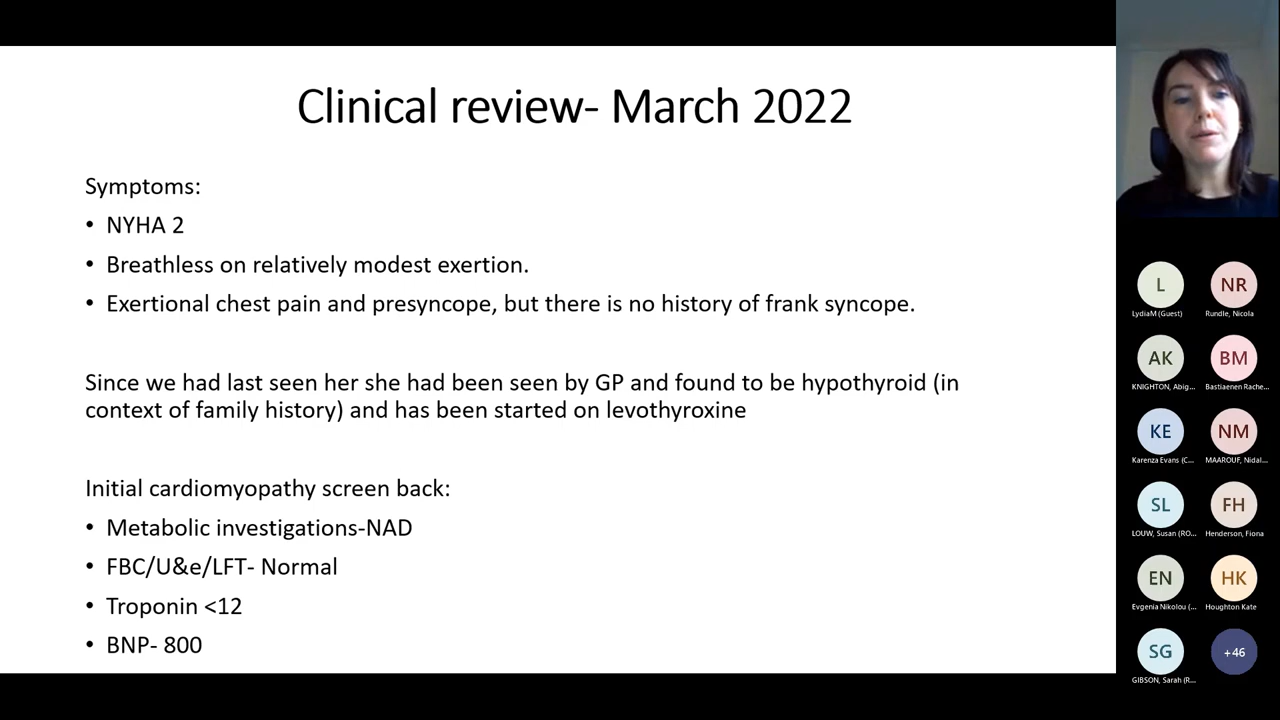 Clinical review- March 2022
Symptoms:
• NYHA 2
• Breathless on relatively modest exertion.
• Exertional chest pain and presyncope, but there is no history of frank syncope.
Since we had last seen her she had been seen by GP and found to be hypothyroid (in
context of family history) and has been started on levothyroxine
Initial cardiomyopathy screen back:
• Metabolic investigations-NAD
• FBC/U&e/LFT- Normal
• Troponin <12
• BNP- 800
L NR
LydiaM (Guest) Rundle, Nicola
AK BM
KNIGHTON, Abig... Bastiaenen Rache...
KE NM
Karenza Evans (C... MAAROUF, Nidal...
SL FH
LOUW, Susan (RO... Henderson, Fiona
EN HK
Evgenia Nikolou (... Houghton Kate
SG +46
GIBSON, Sarah (R...